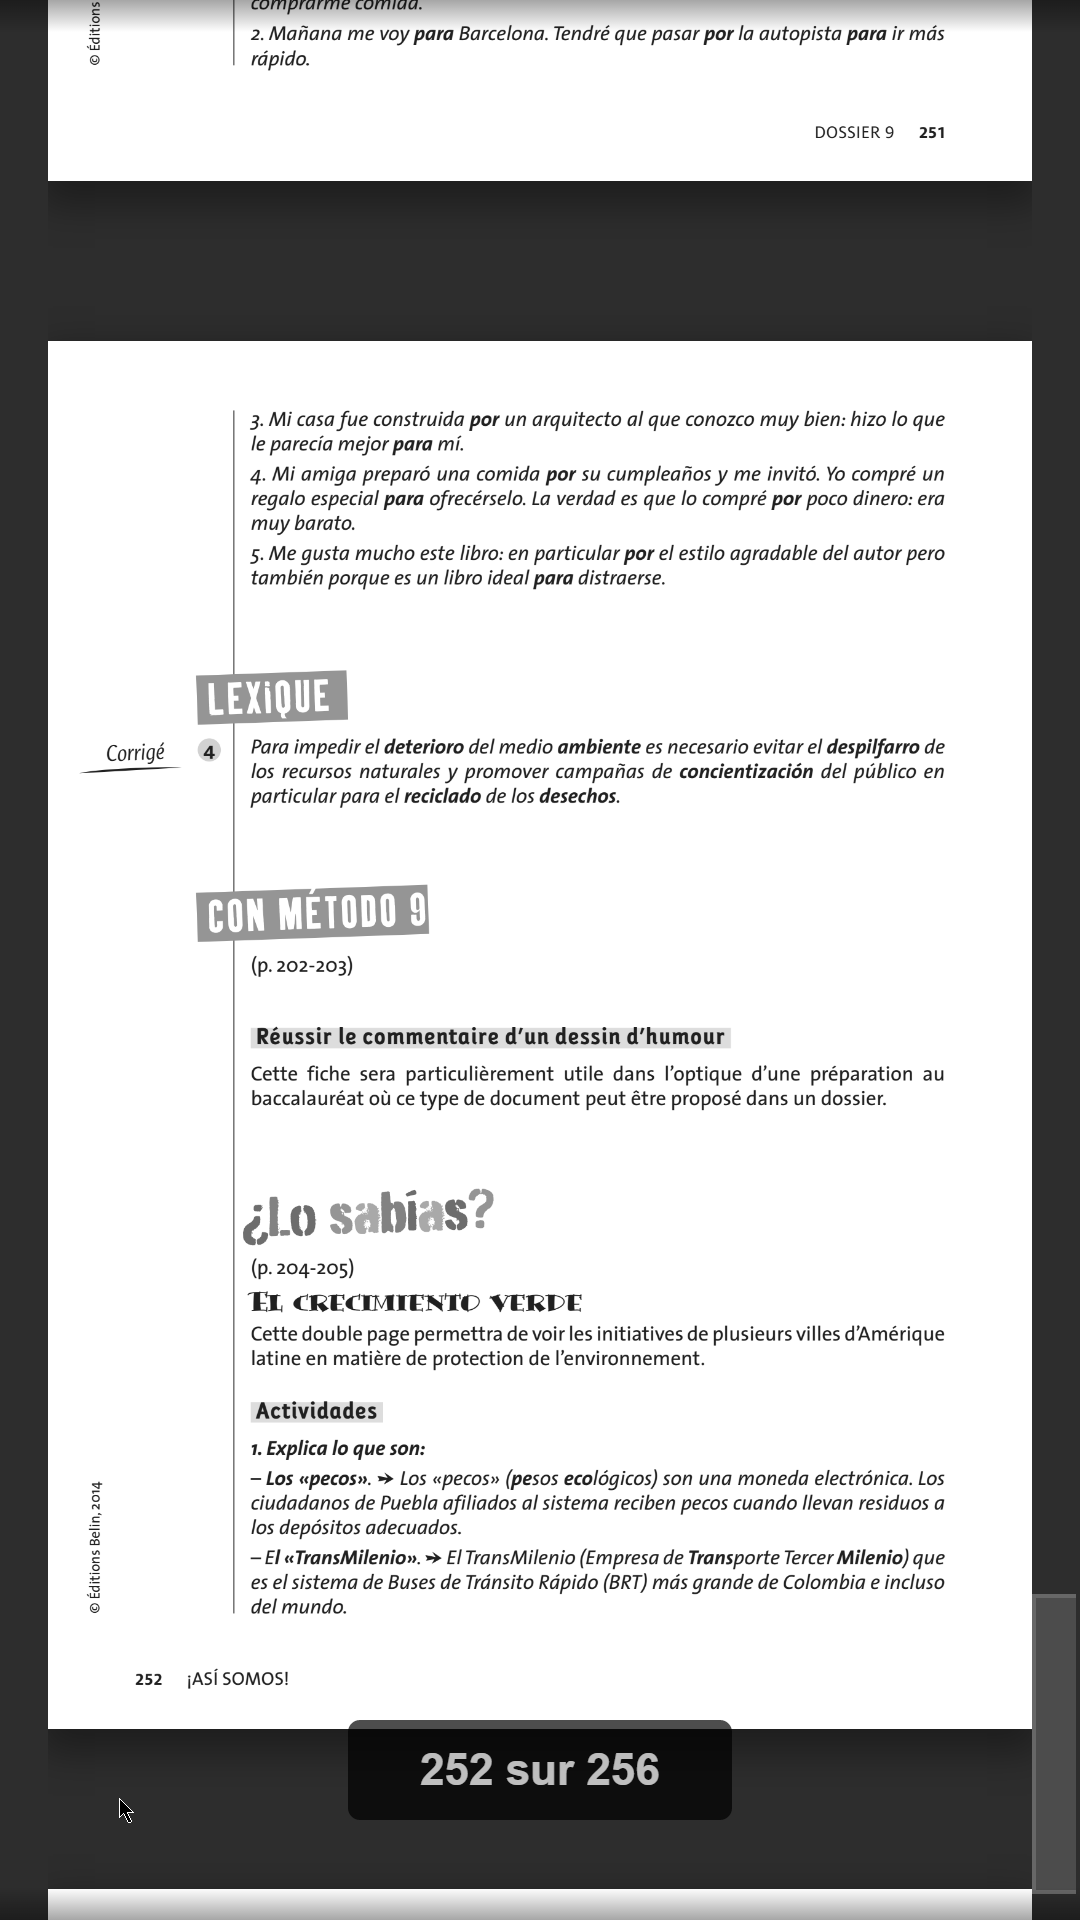 comprarme comida.
2. Mañana me voy para Barcelona. Tendré que pasar por la autopista para ir más
rápido.
© Éditions
DOSSIER 9 251
3. Mi casa fue construida por un arquitecto al que conozco muy bien: hizo lo que
le parecía mejor para mí.
4. Mi amiga preparó una comida por su cumpleaños y me invitó. Yo compré un
regalo especial para ofrecérselo. La verdad es que lo compré por poco dinero: era
muy barato.
5. Me gusta mucho este libro: en particular por el estilo agradable del autor pero
también porque es un libro ideal para distraerse.
LEXiQUE
Corrigé 4 Para impedir el deterioro del medio ambiente es necesario evitar el despilfarro de
los recursos naturales y promover campañas de concientización del público en
particular para el reciclado de los desechos.
CON MÉTODO 9
(p. 202-203)
Réussir le commentaire d’un dessin d’humour
Cette fiche sera particulièrement utile dans l’optique d’une préparation au
baccalauréat où ce type de document peut être proposé dans un dossier.
¿Lo sabías?
(p. 204-205)
EL CRECIMIENTO VERDE
Cette double page permettra de voir les initiatives de plusieurs villes d’Amérique
latine en matière de protection de l’environnement.
Actividades
1. Explica lo que son:
– Los «pecos». ➛ Los «pecos» (pesos ecológicos) son una moneda electrónica. Los
ciudadanos de Puebla afiliados al sistema reciben pecos cuando llevan residuos a
los depósitos adecuados.
– El «TransMilenio». ➛ El TransMilenio (Empresa de Transporte Tercer Milenio) que
es el sistema de Buses de Tránsito Rápido (BRT) más grande de Colombia e incluso
del mundo.
© Éditions Belin, 2014
252 ¡ASÍ SOMOS!
252 sur 256